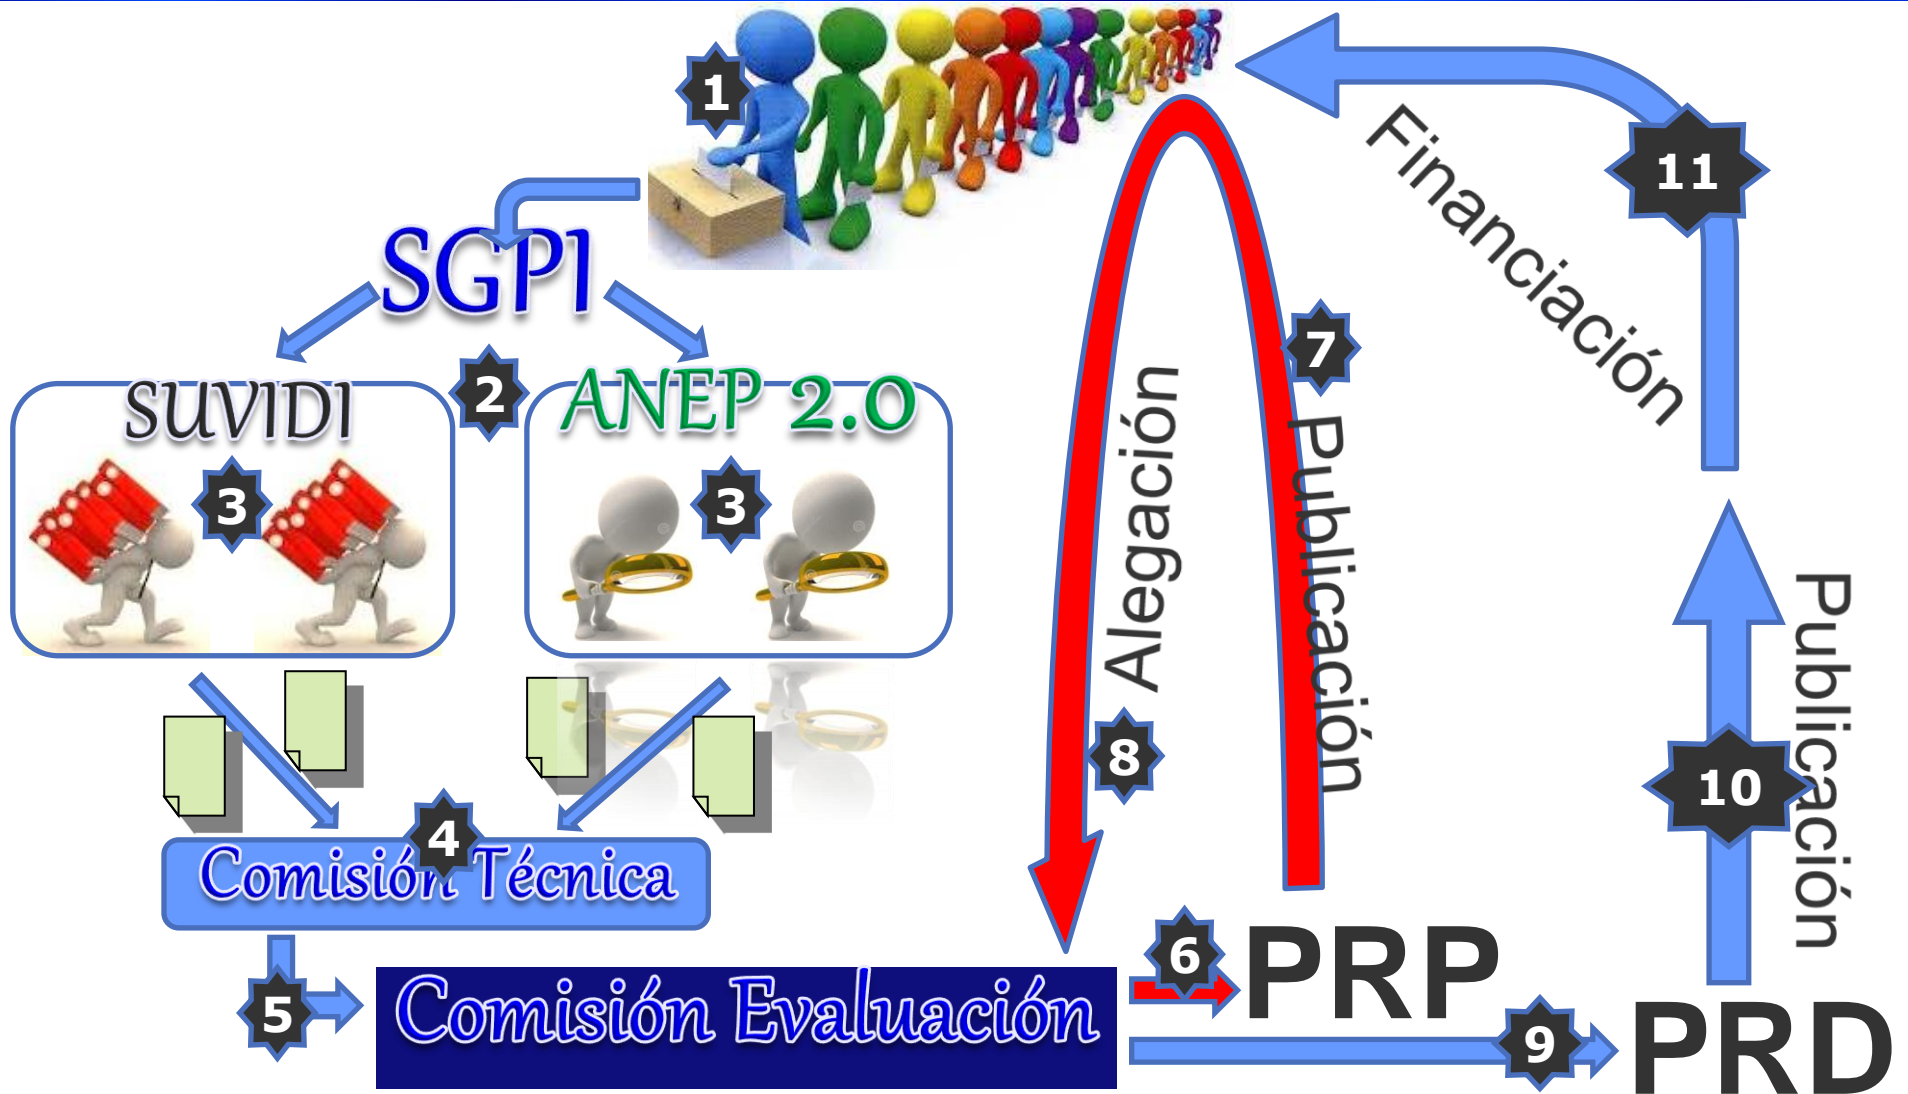 1
11
Financiación
SGPI
7
2
SUVIDI
ANEP 2.0
3
3
Alegación
Publicación
8
10
Publicación
4
Comisión Técnica
5
Comisión Evaluación
6
PRP
9
PRD